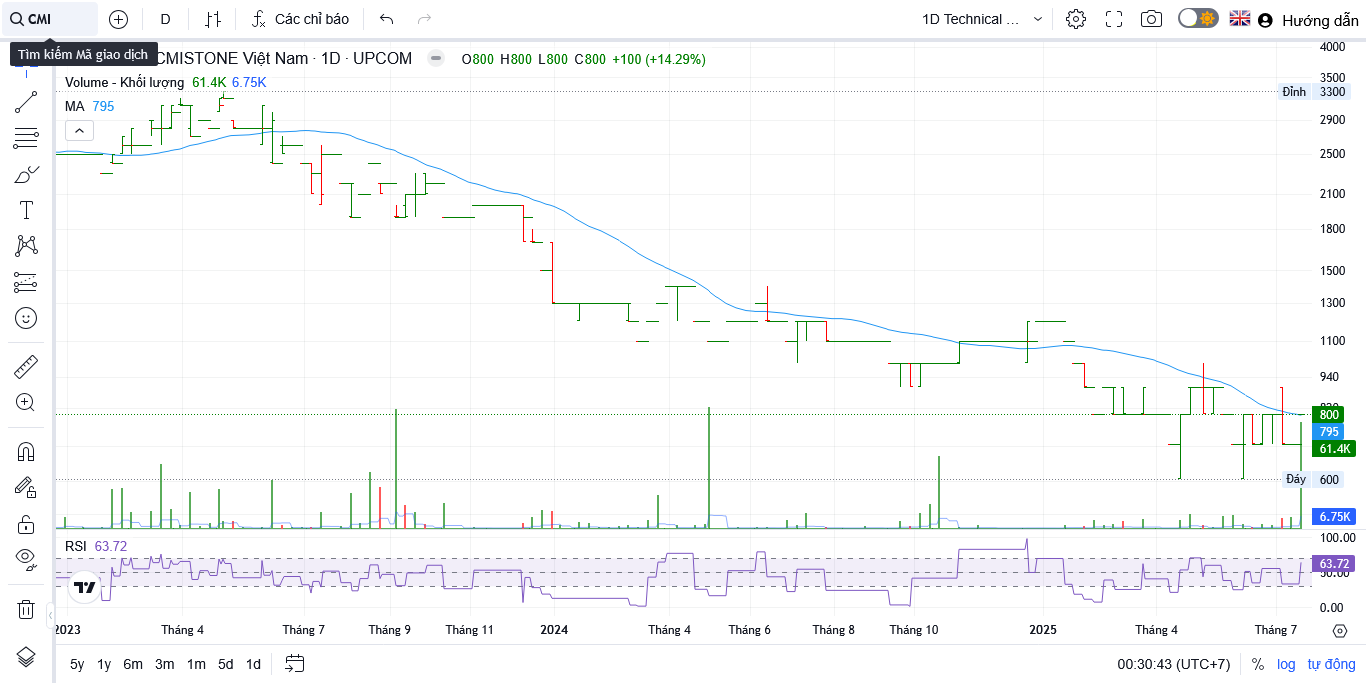 CMI
D
Các chỉ báo
1D Technical ...
Hướng dẫn
Tìm kiếm Mã giao dịch
CMISTONE Việt Nam · 1D · UPCOM
O800 H800 L800 C800 +100 (+14.29%)
Volume - Khối lượng 61.4K 6.75K
MA 795
4000
3500
Đỉnh 3300
2900
2500
2100
1800
1500
1300
1100
940
800
795
61.4K
Đáy 600
6.75K
RSI 63.72
100.00
63.72
50.00
0.00
2023 Tháng 4 Tháng 7 Tháng 9 Tháng 11 2024 Tháng 4 Tháng 6 Tháng 8 Tháng 10 2025 Tháng 4 Tháng 7
5y 1y 6m 3m 1m 5d 1d
00:30:43 (UTC+7) % log tự động